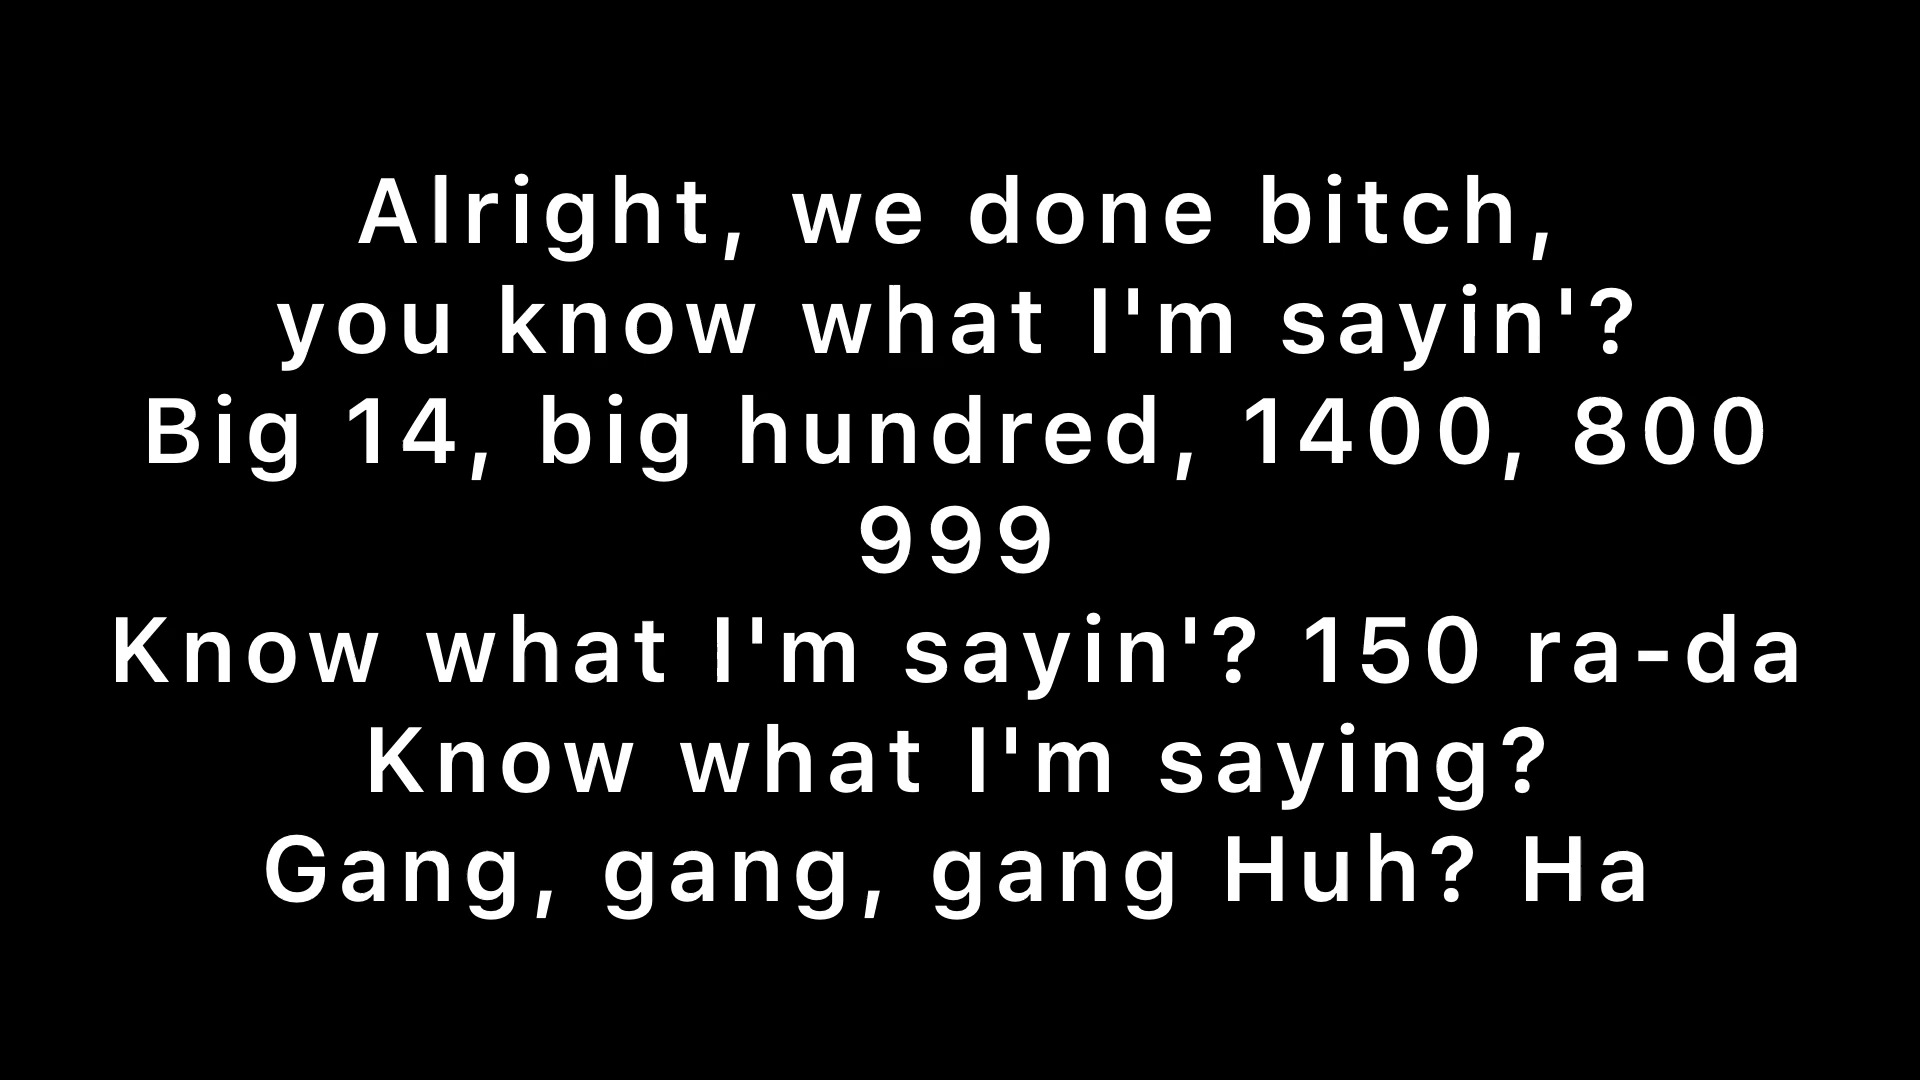 Alright, we done bitch,
you know what I'm sayin'?
Big 14, big hundred, 1400, 800
999
Know what I'm sayin'? 150 ra-da
Know what I'm saying?
Gang, gang, gang Huh? Ha